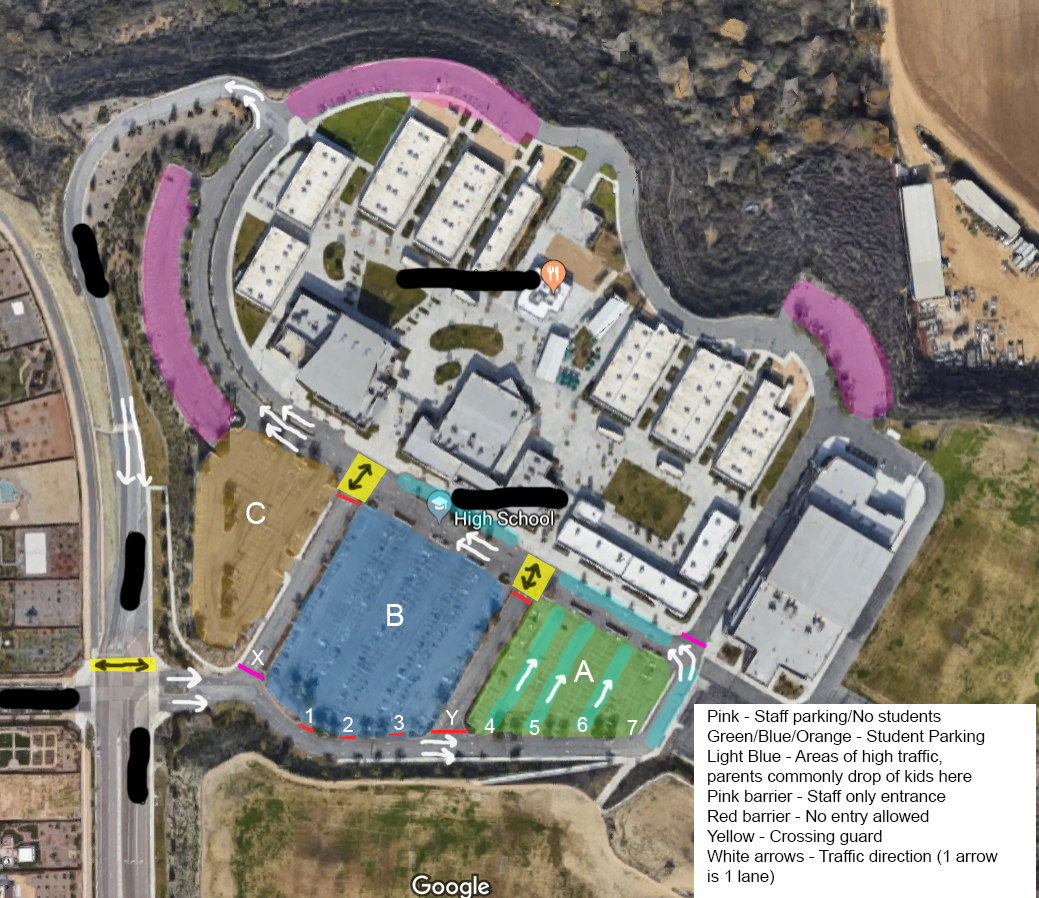 C
High School
B
A
X
1
2
3
Y
4
5
6
7
Pink - Staff parking/No students
Green/Blue/Orange - Student Parking
Light Blue - Areas of high traffic,
parents commonly drop of kids here
Pink barrier - Staff only entrance
Red barrier - No entry allowed
Yellow - Crossing guard
White arrows - Traffic direction (1 arrow
is 1 lane)
Google